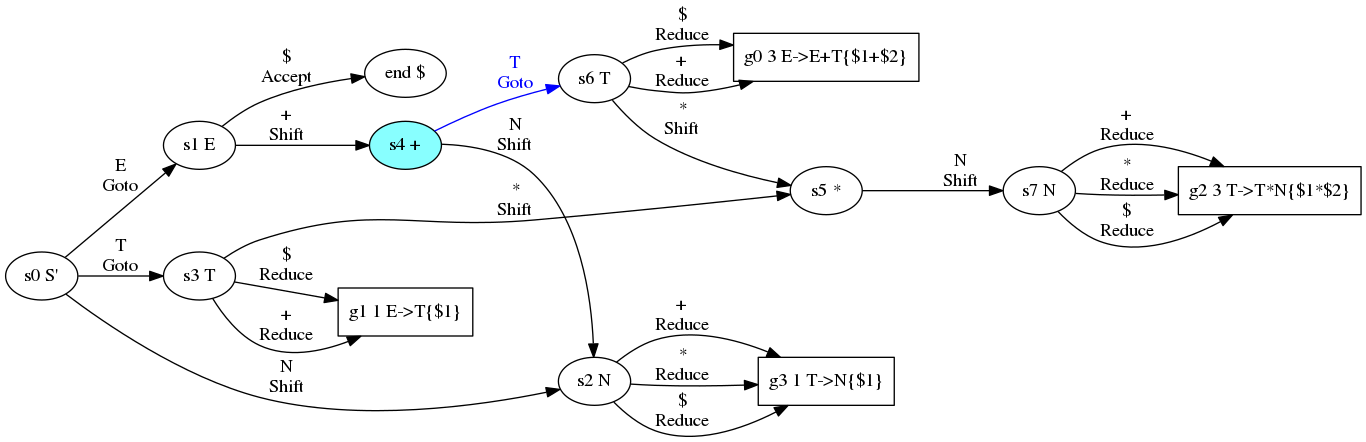 $
Reduce
+
Reduce
*
Shift
g0 3 E->E+T{$1+$2}
s6 T
T
Goto
$
Accept
end $
+
Shift
s1 E
s4 +
N
Shift
E
Goto
*
Shift
s5 *
N
Shift
s7 N
+
Reduce
*
Reduce
$
Reduce
g2 3 T->T*N{$1*$2}
s0 S'
T
Goto
s3 T
$
Reduce
+
Reduce
g1 1 E->T{$1}
N
Shift
s2 N
+
Reduce
*
Reduce
$
Reduce
g3 1 T->N{$1}